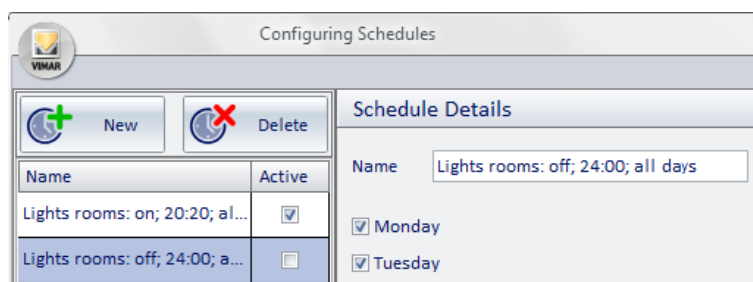 Configuring Schedules
VIMAR
New
Delete
Name
Active
Lights rooms: on; 20:20; al...
Lights rooms: off; 24:00; a...
Schedule Details
Name
Lights rooms: off; 24:00; all days
Monday
Tuesday